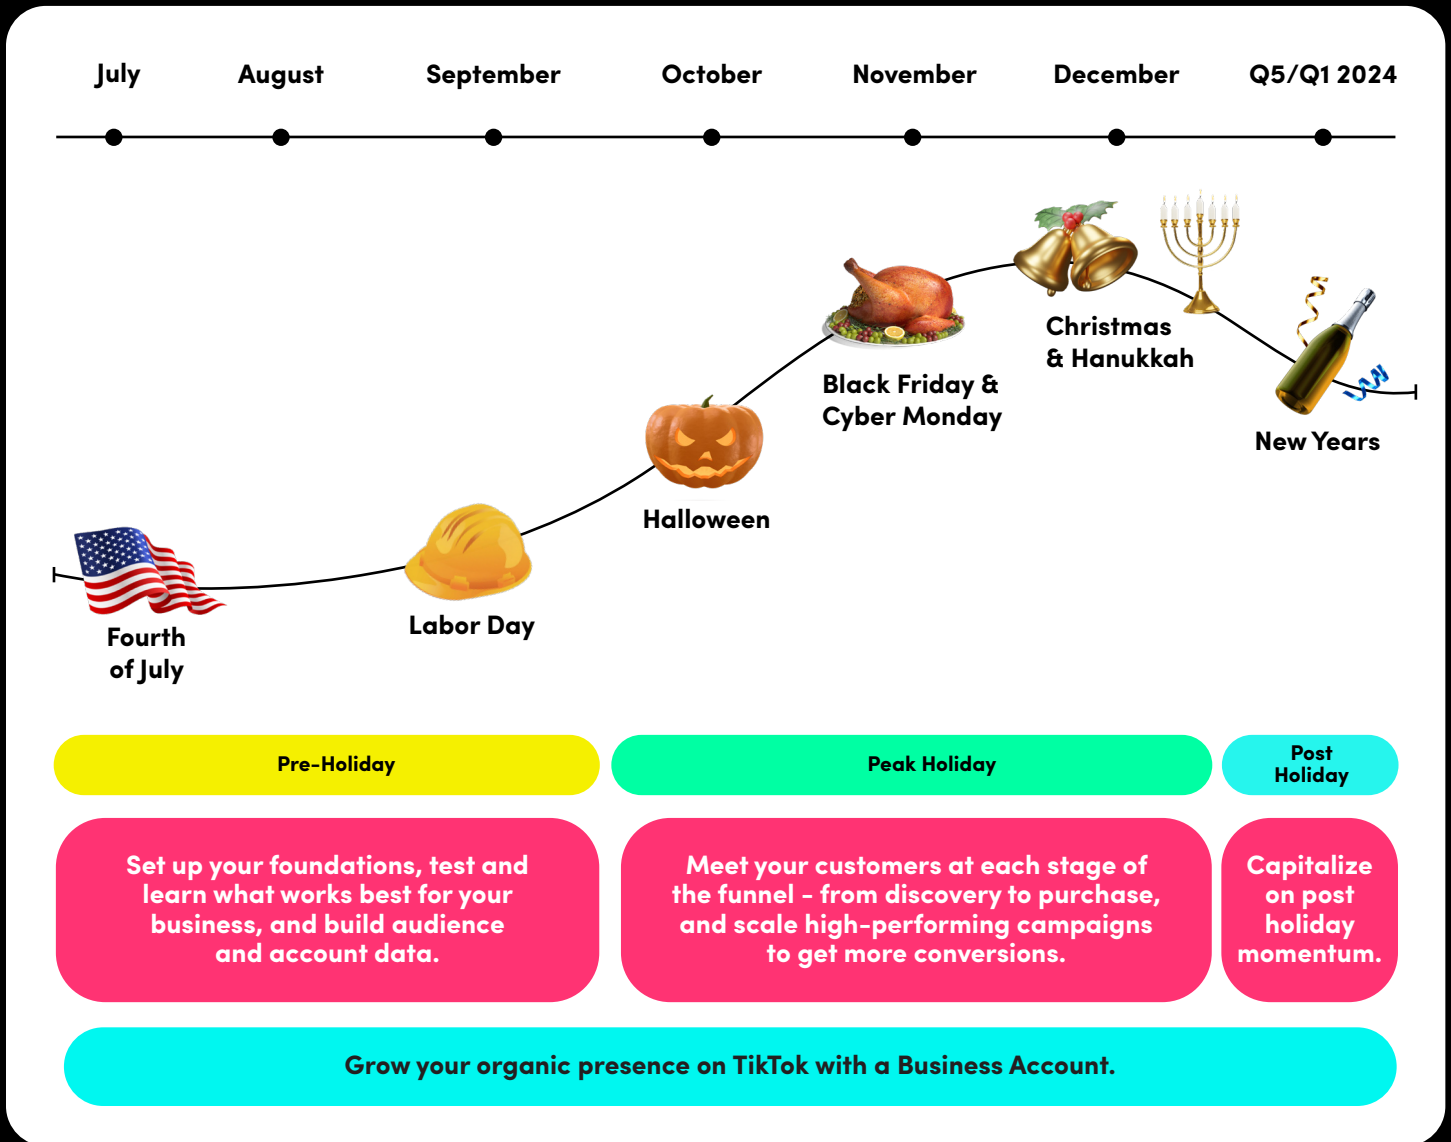 July
August
September
October
November
December
Q5/Q1 2024
Christmas
& Hanukkah
Black Friday &
Cyber Monday
New Years
Halloween
Labor Day
Fourth
of July
Pre-Holiday
Peak Holiday
Post
Holiday
Set up your foundations, test and
learn what works best for your
business, and build audience
and account data.
Meet your customers at each stage of
the funnel - from discovery to purchase,
and scale high-performing campaigns
to get more conversions.
Capitalize
on post
holiday
momentum.
Grow your organic presence on TikTok with a Business Account.